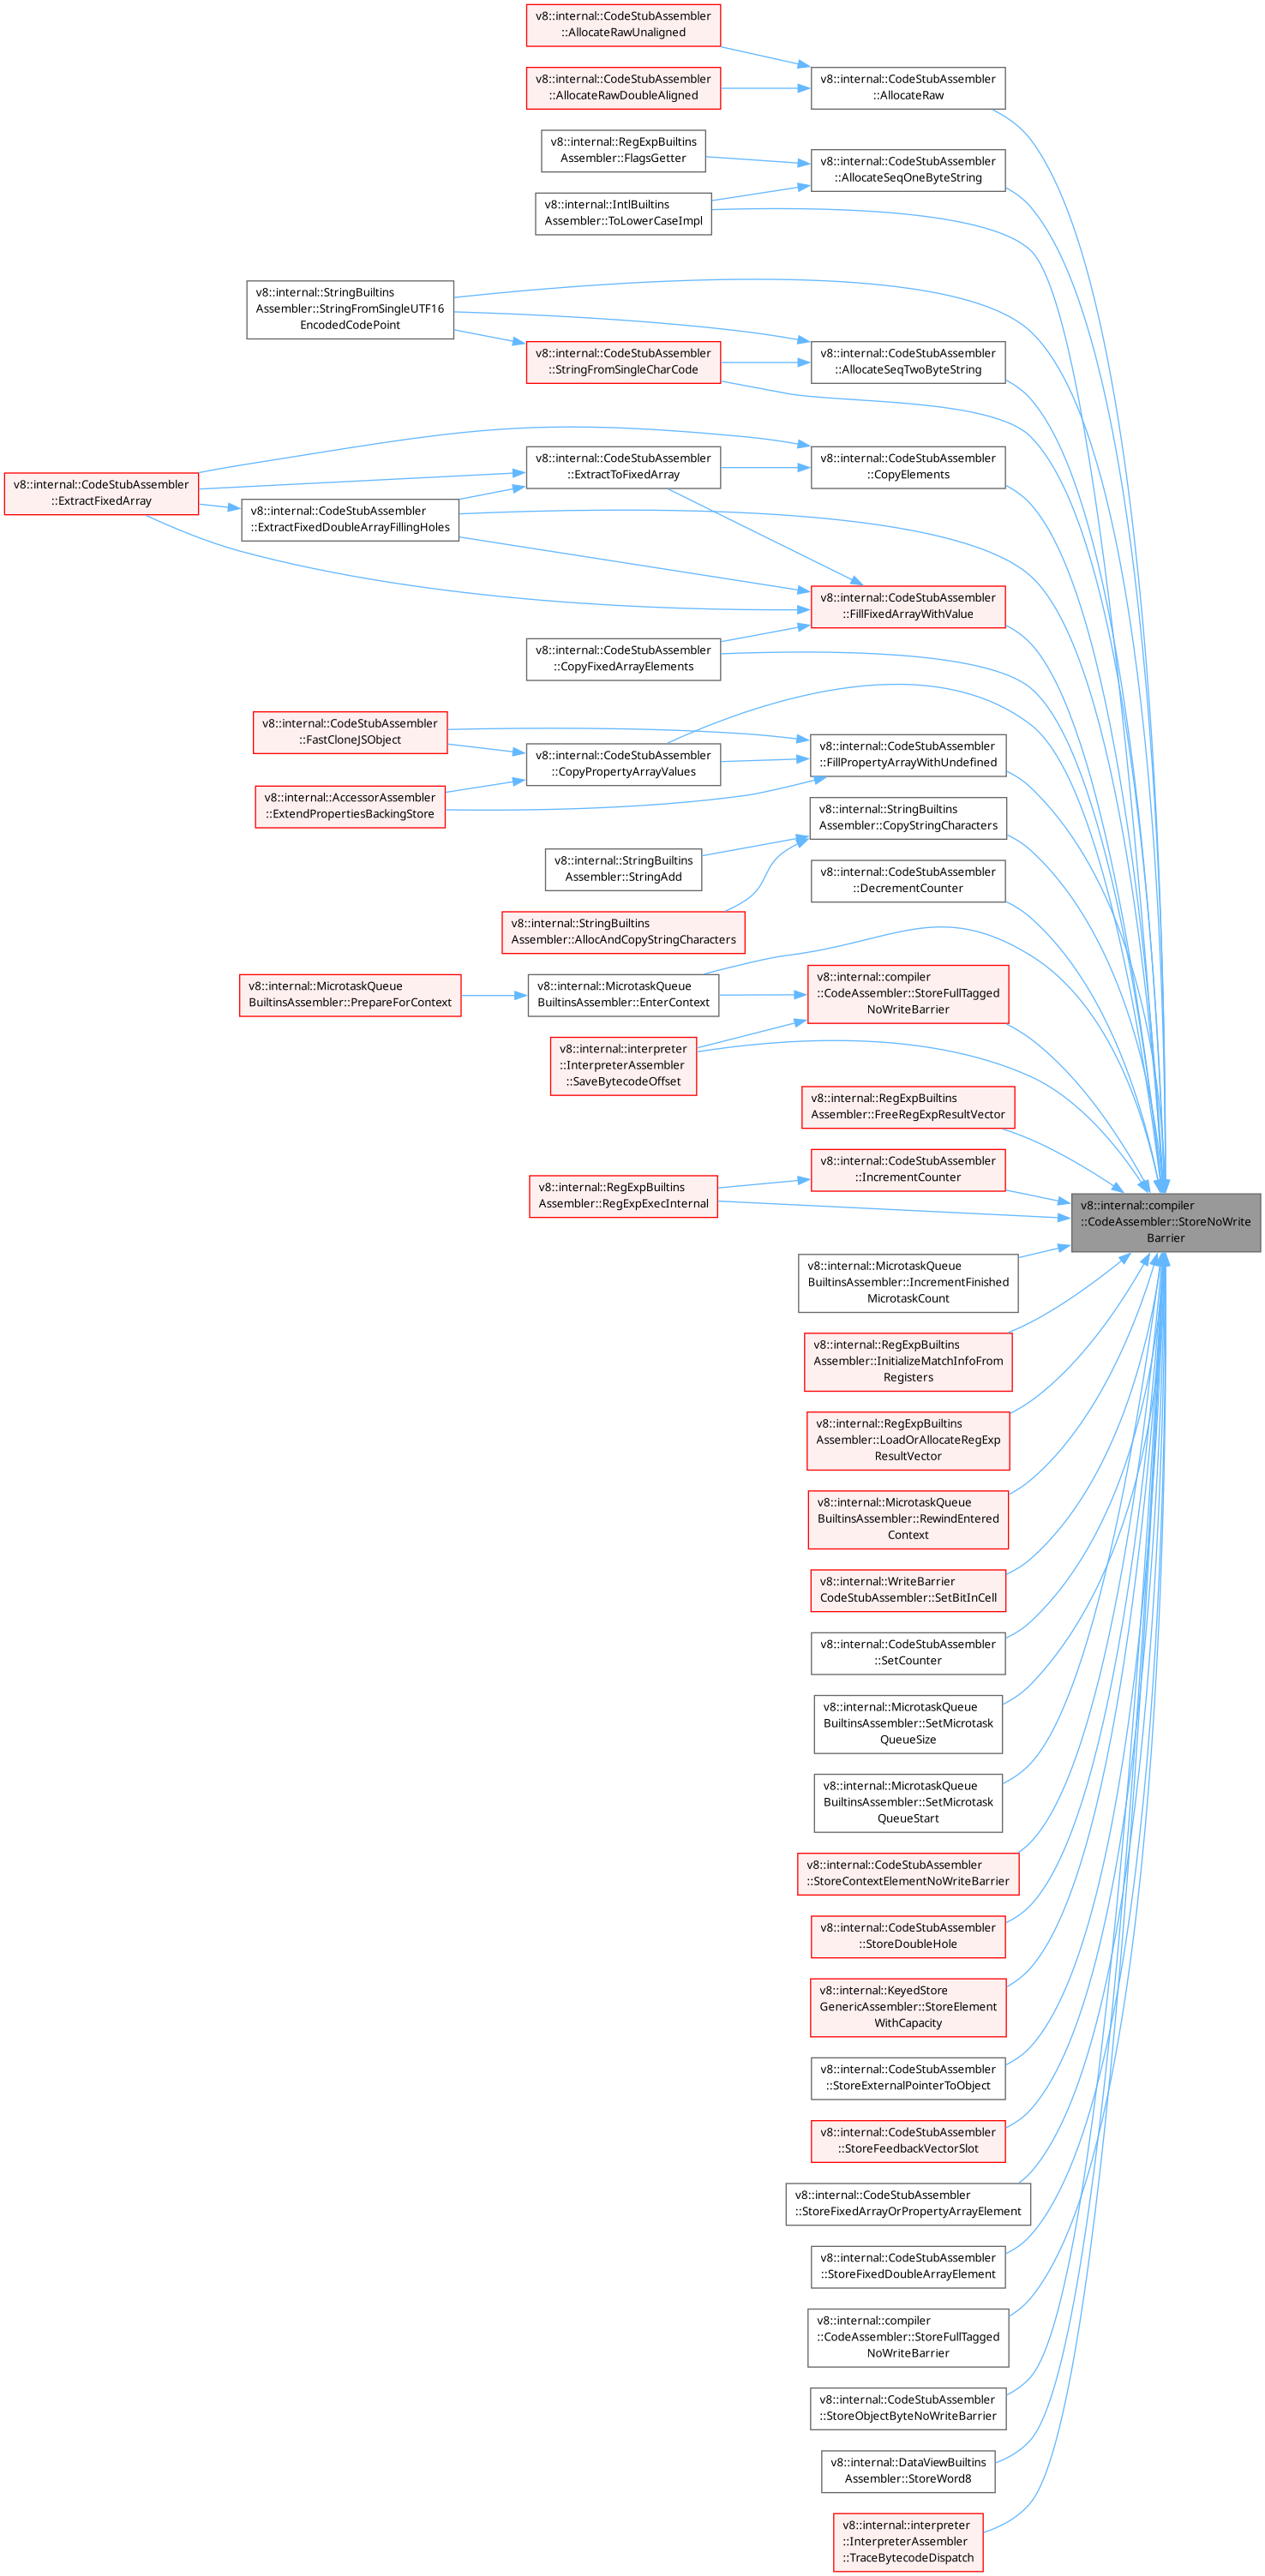 v8::internal::CodeStubAssembler
::AllocateRawUnaligned
v8::internal::CodeStubAssembler
::AllocateRawDoubleAligned
v8::internal::CodeStubAssembler
::AllocateRaw
v8::internal::RegExpBuiltins
Assembler::FlagsGetter
v8::internal::CodeStubAssembler
::AllocateSeqOneByteString
v8::internal::IntlBuiltins
Assembler::ToLowerCaseImpl
v8::internal::StringBuiltins
Assembler::StringFromSingleUTF16
EncodedCodePoint
v8::internal::CodeStubAssembler
::StringFromSingleCharCode
v8::internal::CodeStubAssembler
::AllocateSeqTwoByteString
v8::internal::CodeStubAssembler
::ExtractFixedArray
v8::internal::CodeStubAssembler
::ExtractToFixedArray
v8::internal::CodeStubAssembler
::CopyElements
v8::internal::CodeStubAssembler
::ExtractFixedDoubleArrayFillingHoles
v8::internal::CodeStubAssembler
::FillFixedArrayWithValue
v8::internal::CodeStubAssembler
::CopyFixedArrayElements
v8::internal::CodeStubAssembler
::FastCloneJSObject
v8::internal::CodeStubAssembler
::CopyPropertyArrayValues
v8::internal::CodeStubAssembler
::FillPropertyArrayWithUndefined
v8::internal::AccessorAssembler
::ExtendPropertiesBackingStore
v8::internal::StringBuiltins
Assembler::CopyStringCharacters
v8::internal::StringBuiltins
Assembler::StringAdd
v8::internal::CodeStubAssembler
::DecrementCounter
v8::internal::StringBuiltins
Assembler::AllocAndCopyStringCharacters
v8::internal::MicrotaskQueue
BuiltinsAssembler::PrepareForContext
v8::internal::MicrotaskQueue
BuiltinsAssembler::EnterContext
v8::internal::compiler
::CodeAssembler::StoreFullTagged
NoWriteBarrier
v8::internal::interpreter
::InterpreterAssembler
::SaveBytecodeOffset
v8::internal::RegExpBuiltins
Assembler::FreeRegExpResultVector
v8::internal::CodeStubAssembler
::IncrementCounter
v8::internal::RegExpBuiltins
Assembler::RegExpExecInternal
v8::internal::compiler
::CodeAssembler::StoreNoWrite
Barrier
v8::internal::MicrotaskQueue
BuiltinsAssembler::IncrementFinished
MicrotaskCount
v8::internal::RegExpBuiltins
Assembler::InitializeMatchInfoFrom
Registers
v8::internal::RegExpBuiltins
Assembler::LoadOrAllocateRegExp
ResultVector
v8::internal::MicrotaskQueue
BuiltinsAssembler::RewindEntered
Context
v8::internal::WriteBarrier
CodeStubAssembler::SetBitInCell
v8::internal::CodeStubAssembler
::SetCounter
v8::internal::MicrotaskQueue
BuiltinsAssembler::SetMicrotask
QueueSize
v8::internal::MicrotaskQueue
BuiltinsAssembler::SetMicrotask
QueueStart
v8::internal::CodeStubAssembler
::StoreContextElementNoWriteBarrier
v8::internal::CodeStubAssembler
::StoreDoubleHole
v8::internal::KeyedStore
GenericAssembler::StoreElement
WithCapacity
v8::internal::CodeStubAssembler
::StoreExternalPointerToObject
v8::internal::CodeStubAssembler
::StoreFeedbackVectorSlot
v8::internal::CodeStubAssembler
::StoreFixedArrayOrPropertyArrayElement
v8::internal::CodeStubAssembler
::StoreFixedDoubleArrayElement
v8::internal::compiler
::CodeAssembler::StoreFullTagged
NoWriteBarrier
v8::internal::CodeStubAssembler
::StoreObjectByteNoWriteBarrier
v8::internal::DataViewBuiltins
Assembler::StoreWord8
v8::internal::interpreter
::InterpreterAssembler
::TraceBytecodeDispatch